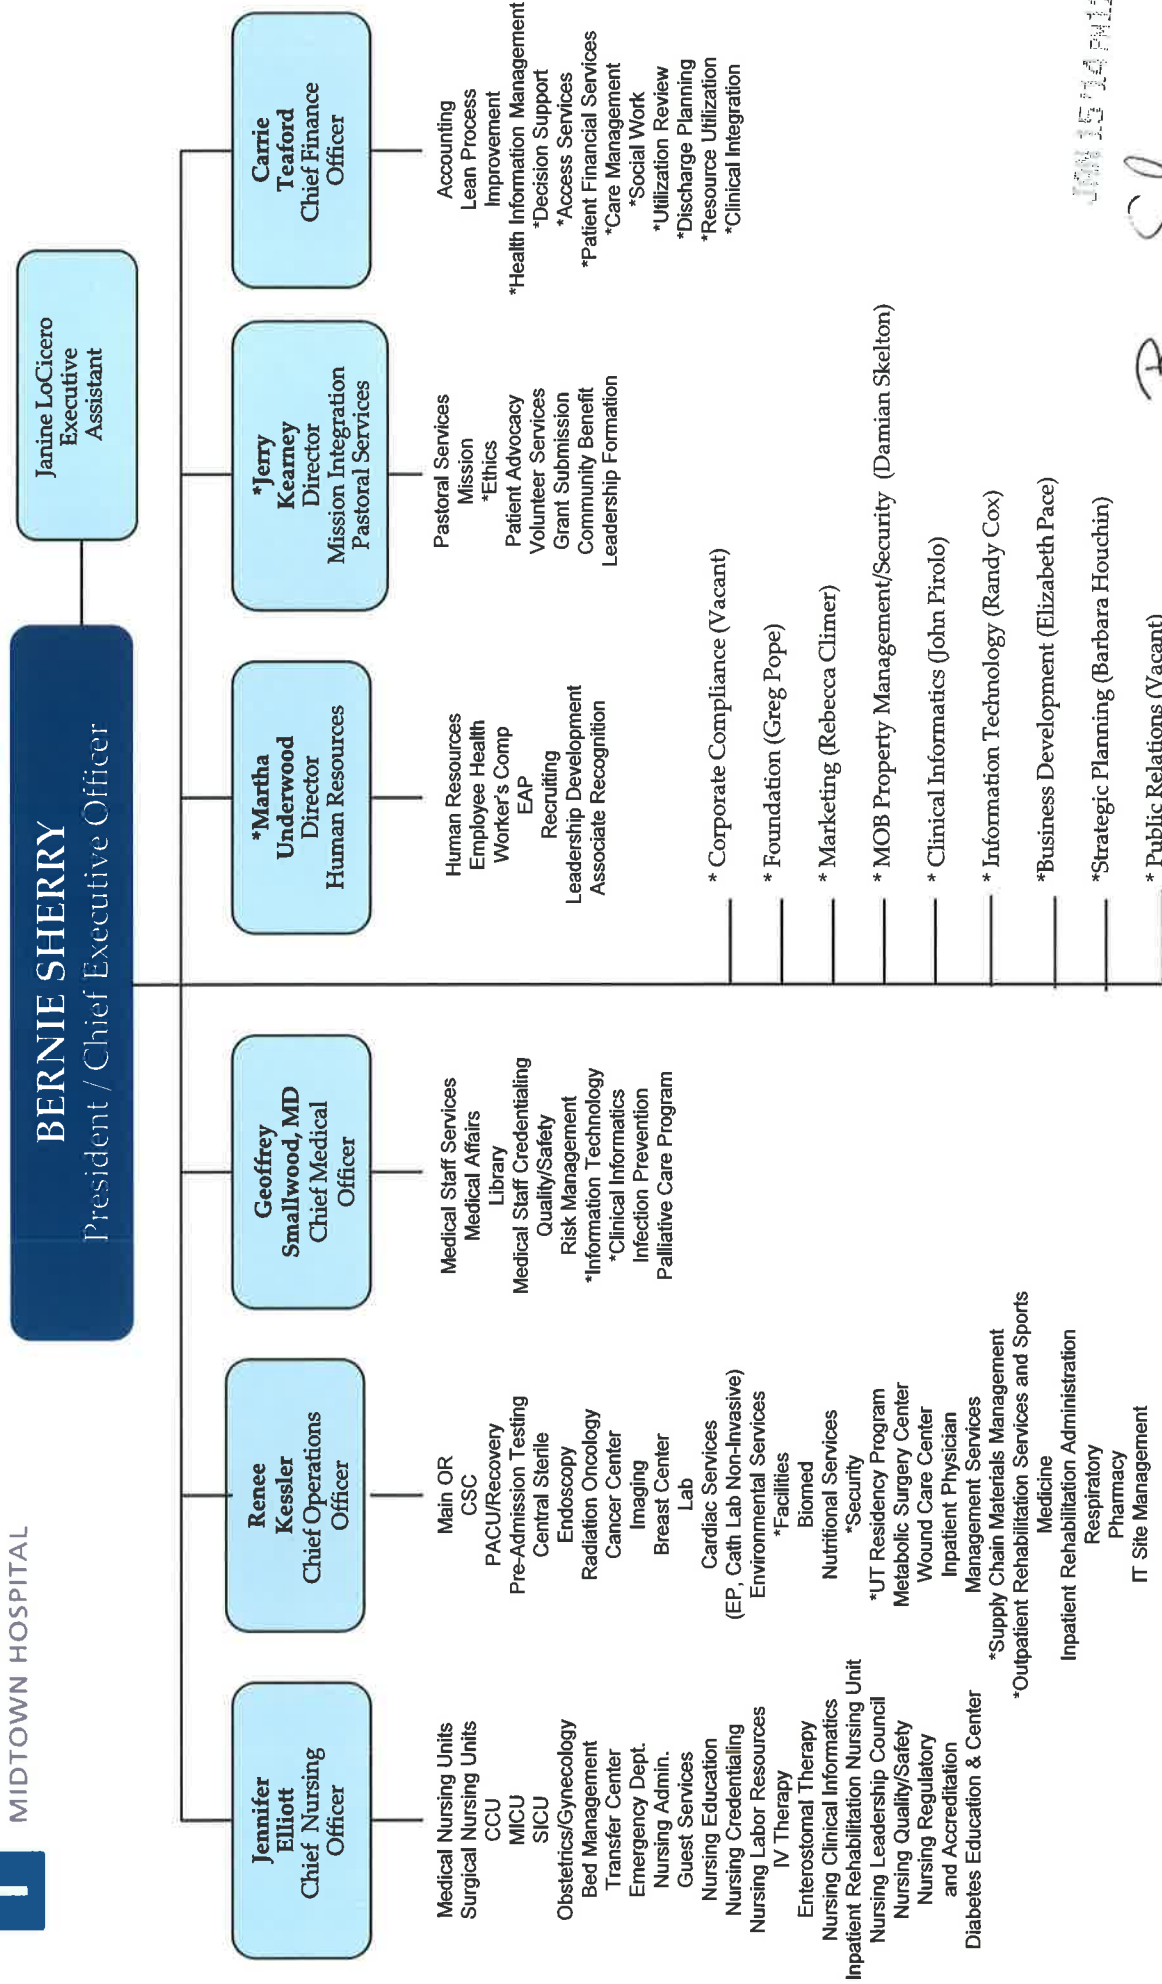 MIDTOWN HOSPITAL
BERNIE SHERRY
President / Chief Executive Officer
Janine LoCicero
Executive
Assistant
Jennifer
Elliott
Chief Nursing
Officer
Medical Nursing Units
Surgical Nursing Units
CCU
MICU
SICU
Obstetrics/Gynecology
Bed Management
Transfer Center
Emergency Dept.
Nursing Admin.
Guest Services
Nursing Education
Nursing Credentialing
Nursing Labor Resources
IV Therapy
Enterostomal Therapy
Nursing Clinical Informatics
Inpatient Rehabilitation Nursing Unit
Nursing Leadership Council
Nursing Quality/Safety
Nursing Regulatory
and Accreditation
Diabetes Education & Center
Renee
Kessler
Chief Operations
Officer
Main OR
CSC
PACU/Recovery
Pre-Admission Testing
Central Sterile
Endoscopy
Radiation Oncology
Cancer Center
Imaging
Breast Center
Lab
Cardiac Services
(EP, Cath Lab Non-Invasive)
Environmental Services
*Facilities
Biomed
Nutritional Services
*Security
*UT Residency Program
Metabolic Surgery Center
Wound Care Center
Inpatient Physician
Management Services
*Supply Chain Materials Management
*Outpatient Rehabilitation Services and Sports
Medicine
Inpatient Rehabilitation Administration
Respiratory
Pharmacy
IT Site Management
Geoffrey
Smallwood, MD
Chief Medical
Officer
Medical Staff Services
Medical Affairs
Library
Medical Staff Credentialing
Quality/Safety
Risk Management
*Information Technology
*Clinical Informatics
Infection Prevention
Palliative Care Program
*Martha
Underwood
Director
Human Resources
Human Resources
Employee Health
Worker's Comp
EAP
Recruiting
Leadership Development
Associate Recognition
*Jerry
Kearney
Director
Mission Integration
Pastoral Services
Pastoral Services
Mission
*Ethics
Patient Advocacy
Volunteer Services
Grant Submission
Community Benefit
Leadership Formation
Carrie
Teaford
Chief Finance
Officer
Accounting
Lean Process
Improvement
*Health Information Management
*Decision Support
*Access Services
*Patient Financial Services
*Care Management
*Social Work
*Utilization Review
*Discharge Planning
*Resource Utilization
*Clinical Integration
* Corporate Compliance (Vacant)
* Foundation (Greg Pope)
* Marketing (Rebecca Climer)
* MOB Property Management/Security (Damian Skelton)
* Clinical Informatics (John Pirolo)
* Information Technology (Randy Cox)
*Business Development (Elizabeth Pace)
*Strategic Planning (Barbara Houchin)
* Public Relations (Vacant)
JAN 15 '14